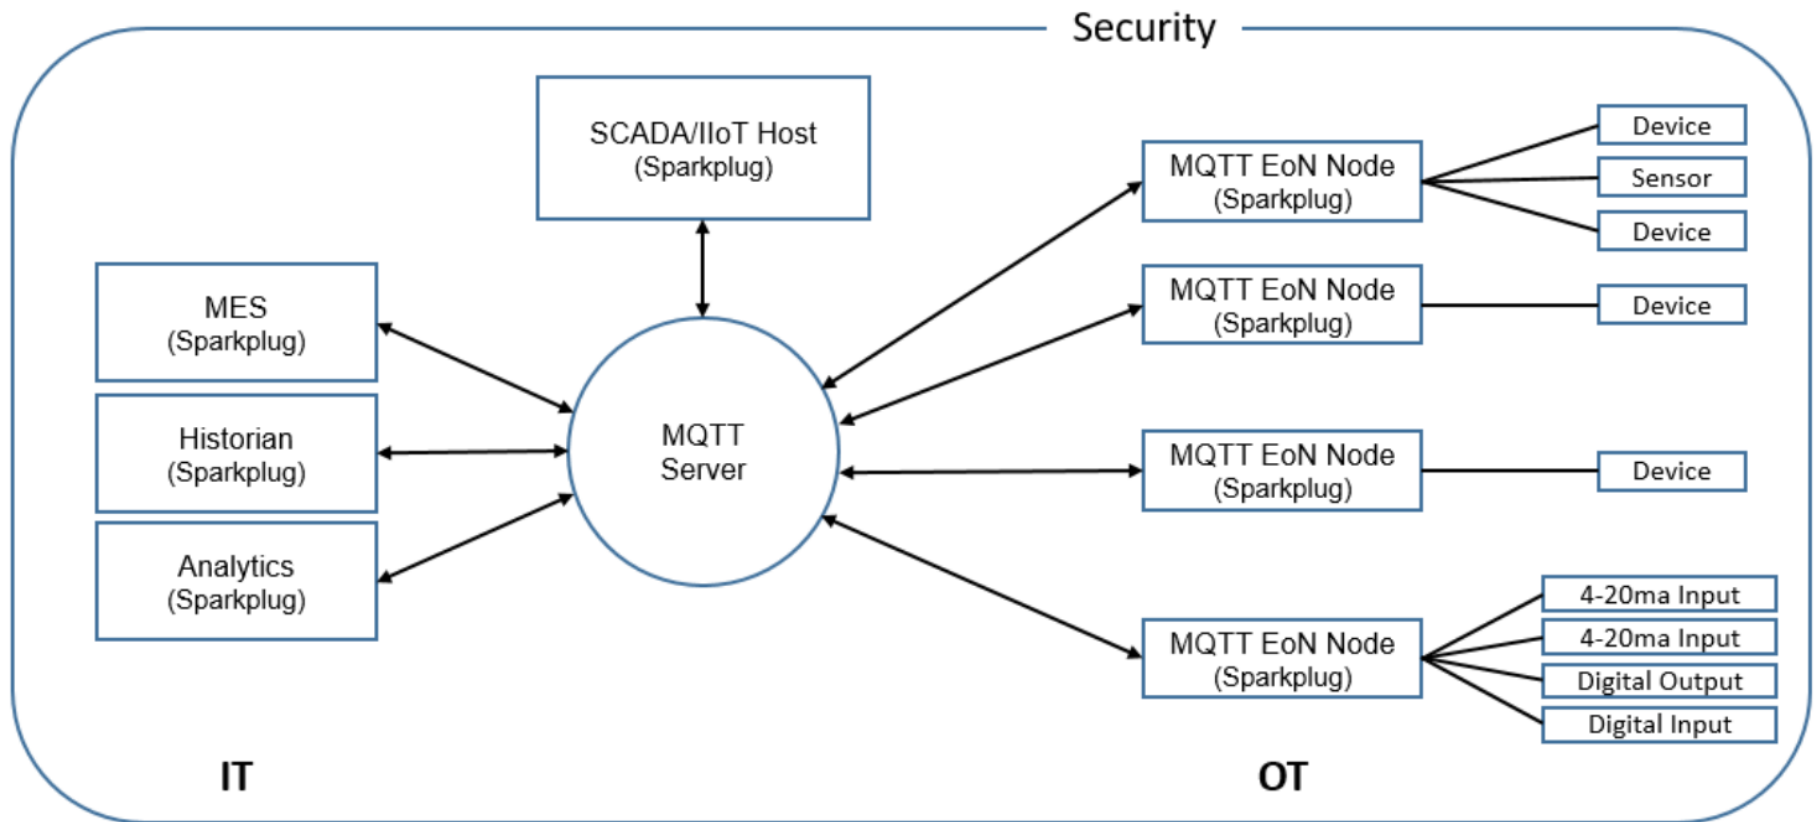 Security
SCADA/IIoT Host
(Sparkplug)
MES
(Sparkplug)
Historian
(Sparkplug)
Analytics
(Sparkplug)
MQTT
Server
MQTT EoN Node
(Sparkplug)
Device
Sensor
Device
MQTT EoN Node
(Sparkplug)
Device
MQTT EoN Node
(Sparkplug)
Device
MQTT EoN Node
(Sparkplug)
4-20ma Input
4-20ma Input
Digital Output
Digital Input
IT
OT